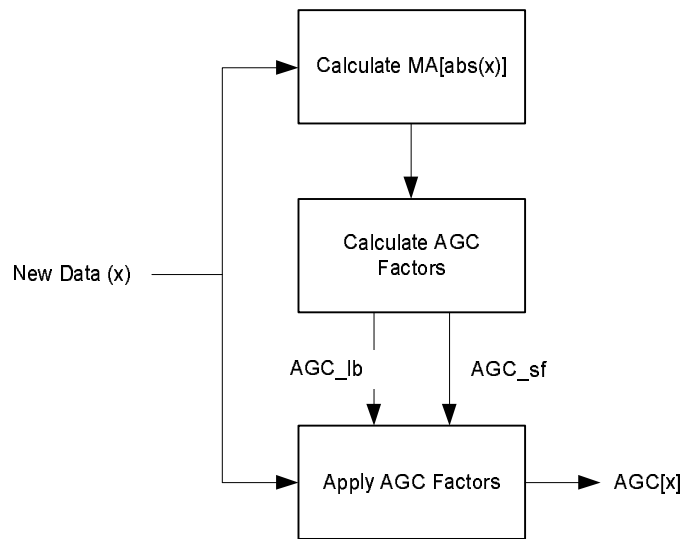 Calculate MA[abs(x)]
Calculate AGC
Factors
New Data (x)
AGC_lb
AGC_sf
Apply AGC Factors
AGC[x]